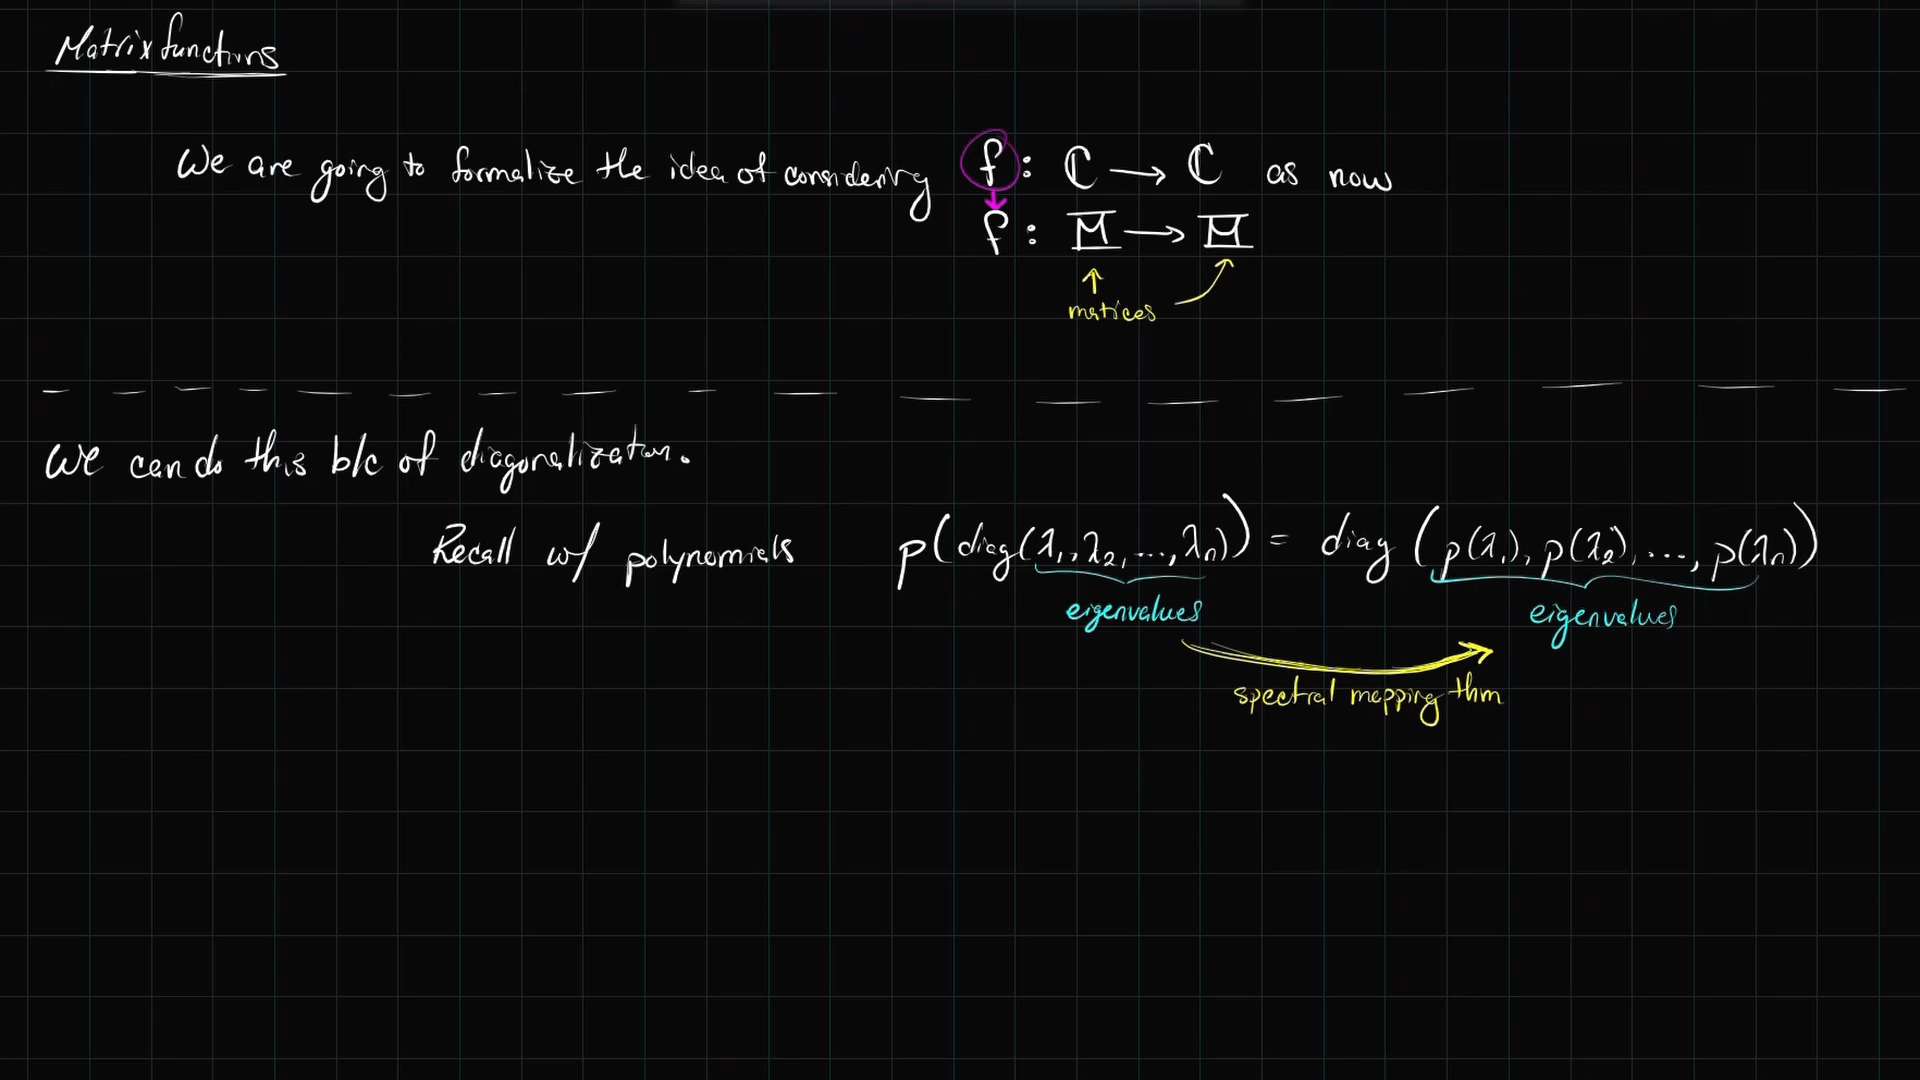 Matrix functions
We are going to formalize the idea of considering f: ℂ → ℂ as now
f: 𝕄 → 𝕄
matices
We can do this b/c of diagonalization.
Recall w/ polynomials p(diag(λ₁, λ₂, ..., λn)) = diag (p(λ₁), p(λ₂), ..., p(λn))
eigenvalues eigenvalues
spectral mapping thm